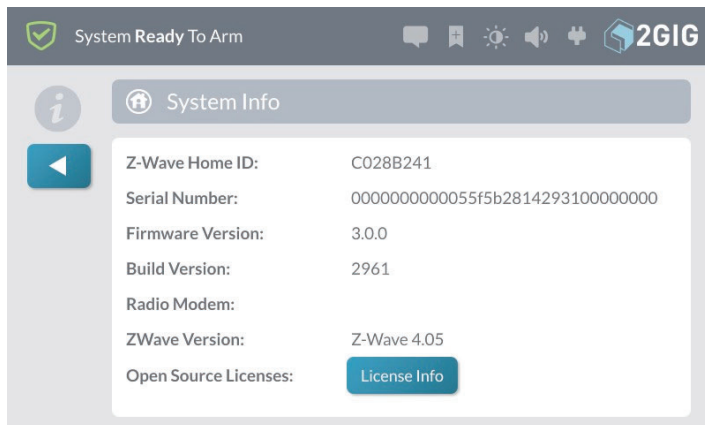 System Ready To Arm
2GIG
i
System Info
Z-Wave Home ID: C028B241
Serial Number: 0000000000055f5b2814293100000000
Firmware Version: 3.0.0
Build Version: 2961
Radio Modem:
ZWave Version: Z-Wave 4.05
Open Source Licenses: License Info